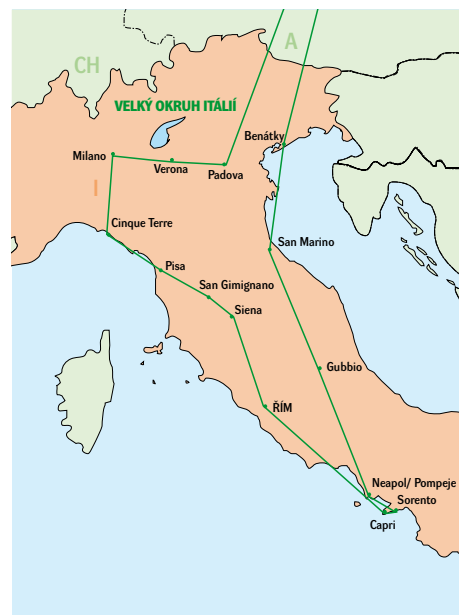 A
CH
VELKÝ OKRUH ITÁLIÍ
Benátky
Milano
Verona
Padova
I
Cinque Terre
San Marino
Pisa
San Gimignano
Siena
Gubbio
ŘÍM
Neapol/ Pompeje
Sorento
Capri